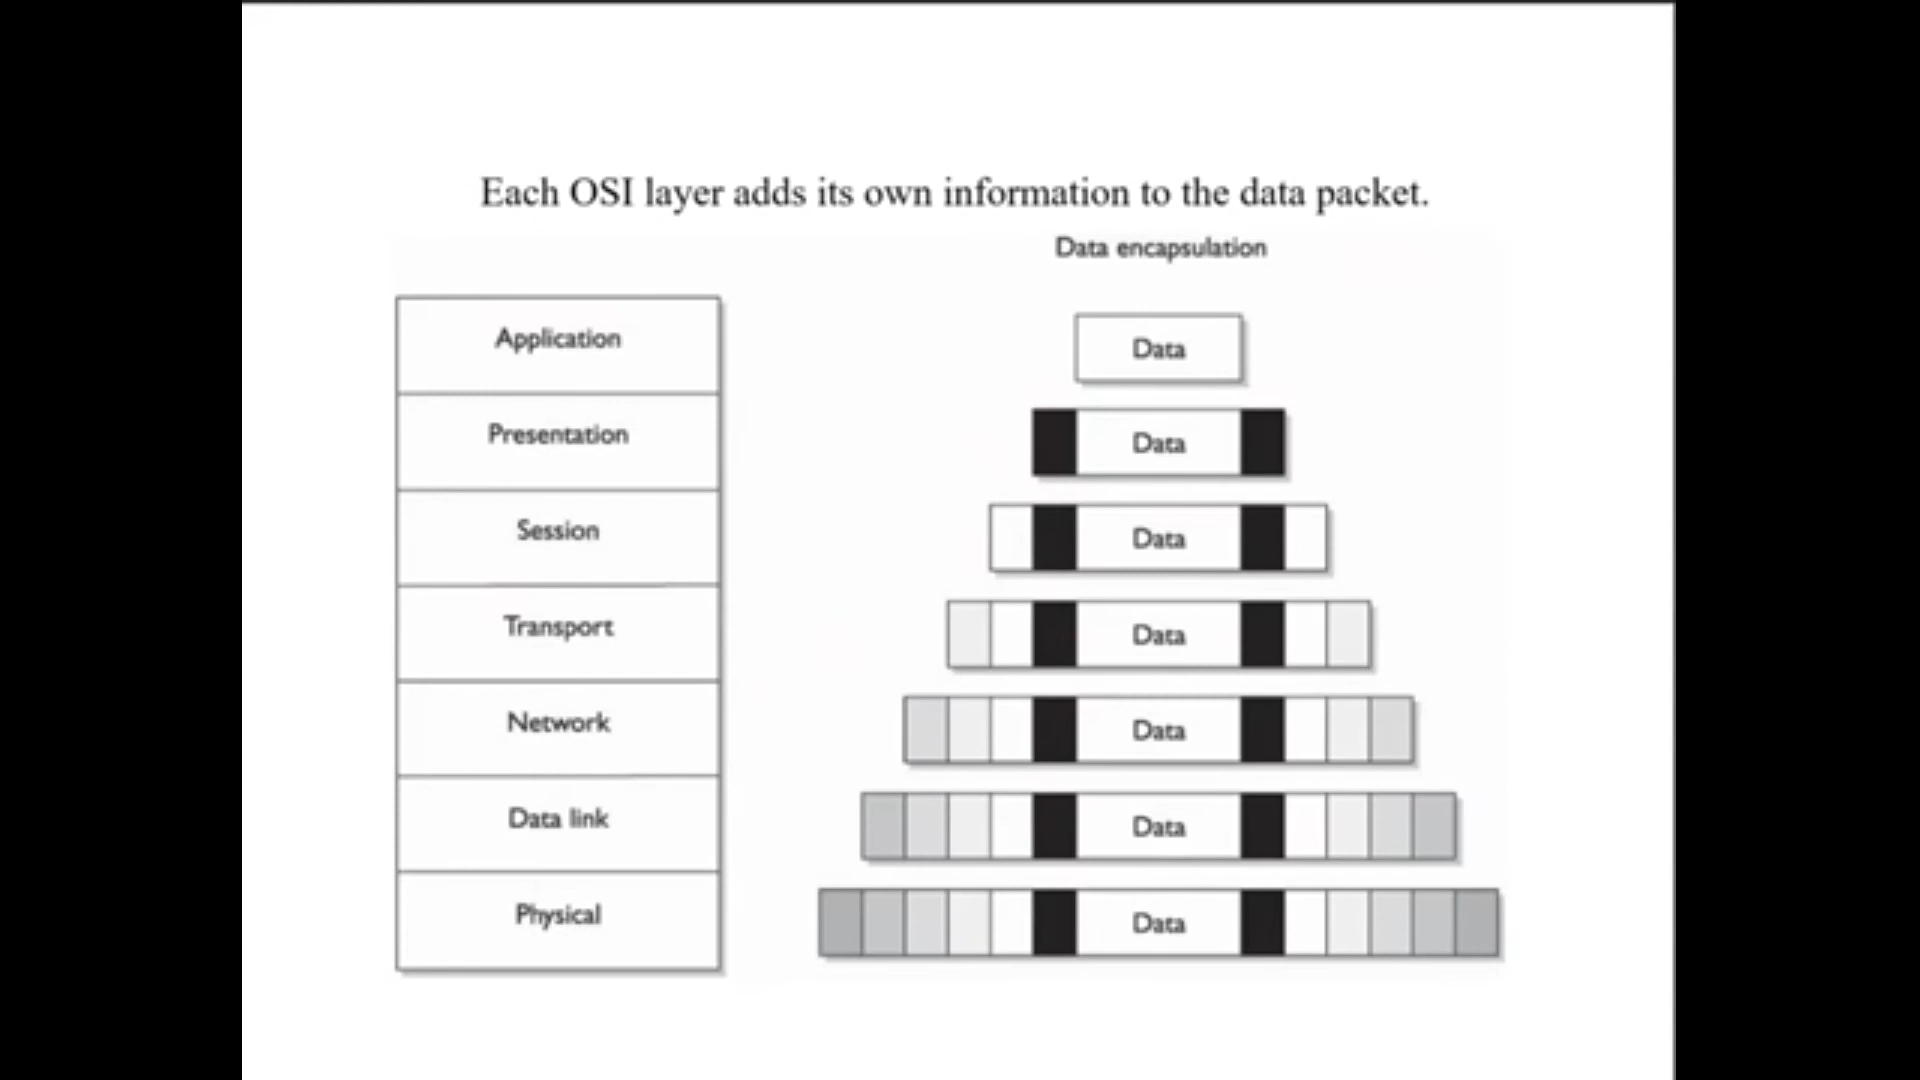 Each OSI layer adds its own information to the data packet.
Data encapsulation
Application
Data
Presentation
Data
Session
Data
Transport
Data
Network
Data
Data link
Data
Physical
Data